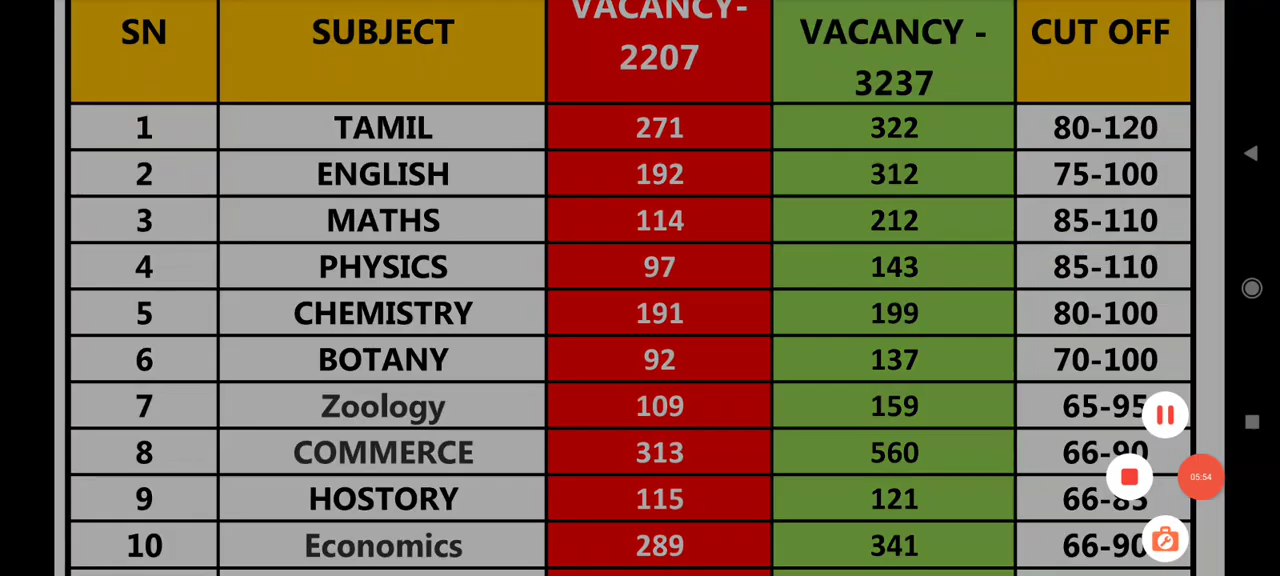 SN SUBJECT VACANCY- 2207 VACANCY - 3237 CUT OFF
1 TAMIL 271 322 80-120
2 ENGLISH 192 312 75-100
3 MATHS 114 212 85-110
4 PHYSICS 97 143 85-110
5 CHEMISTRY 191 199 80-100
6 BOTANY 92 137 70-100
7 Zoology 109 159 65-95
8 COMMERCE 313 560 66-90
9 HOSTORY 115 121 66-85
10 Economics 289 341 66-90
05:54